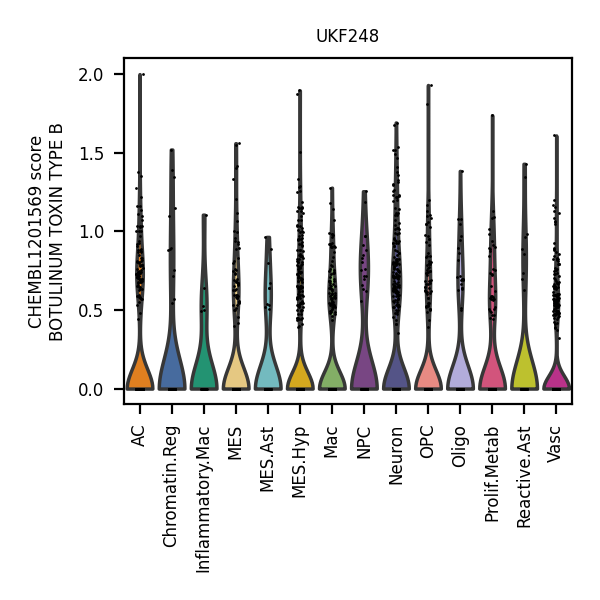 UKF248
CHEMBL1201569 score
BOTULINUM TOXIN TYPE B
2.0
1.5
1.0
0.5
0.0
AC
Chromatin.Reg
Inflammatory.Mac
MES
MES.Ast
MES.Hyp
Mac
NPC
Neuron
OPC
Oligo
Prolif.Metab
Reactive.Ast
Vasc